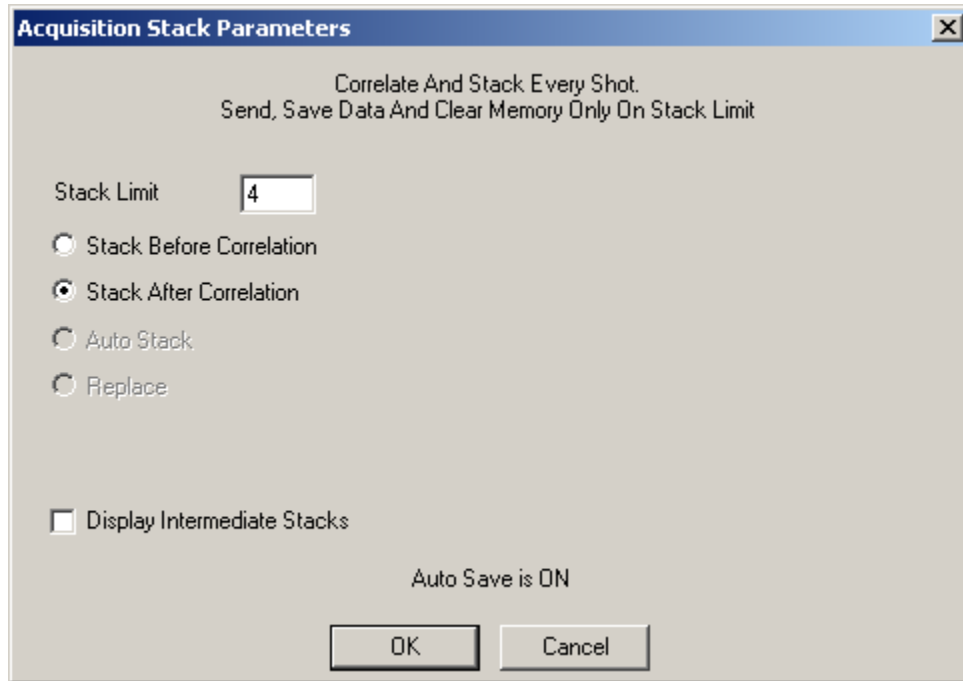 Acquisition Stack Parameters
Correlate And Stack Every Shot.
Send, Save Data And Clear Memory Only On Stack Limit
Stack Limit 4
Stack Before Correlation
Stack After Correlation
Auto Stack
Replace
Display Intermediate Stacks
Auto Save is ON
OK Cancel